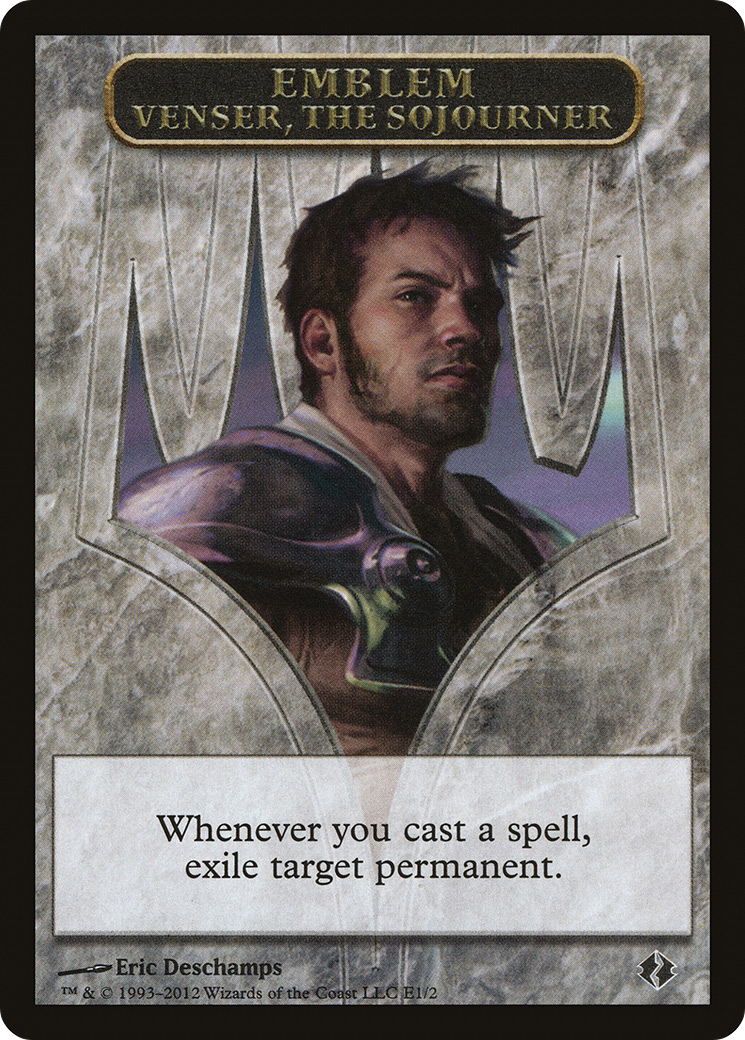 EMBLEM
VENSER, THE SOJOURNER
Whenever you cast a spell,
exile target permanent.
Eric Deschamps
™ & © 1993–2012 Wizards of the Coast LLC E1/2